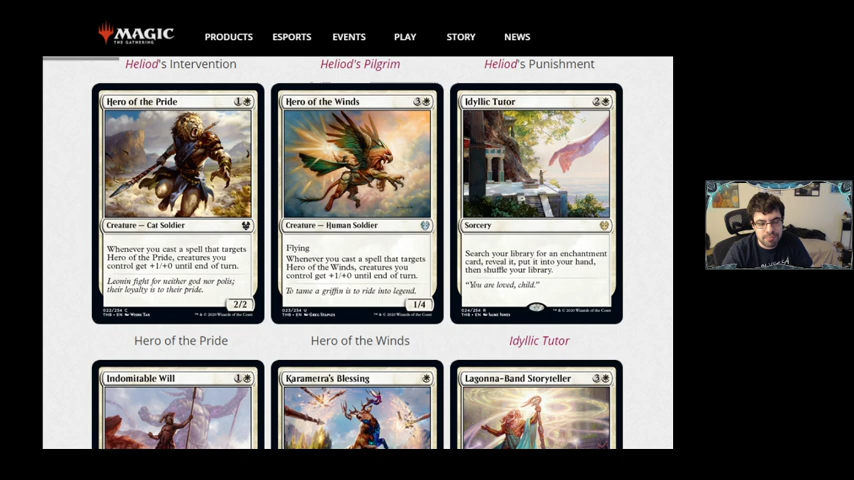 MAGIC
THE GATHERING
PRODUCTS ESPORTS EVENTS PLAY STORY NEWS
Heliod's Intervention Heliod's Pilgrim Heliod's Punishment
Hero of the Pride 1
Creature — Cat Soldier
Whenever you cast a spell that targets
Hero of the Pride, creatures you
control get +1/+0 until end of turn.
Leonin fight for neither god nor polis;
their loyalty is to their pride.
2/2
Hero of the Winds 3
Creature — Human Soldier
Flying
Whenever you cast a spell that targets
Hero of the Winds, creatures you
control get +1/+0 until end of turn.
To tame a griffin is to ride into legend.
1/4
Idyllic Tutor 2
Sorcery
Search your library for an enchantment
card, reveal it, put it into your hand,
then shuffle your library.
"You are loved, child."
Hero of the Pride Hero of the Winds Idyllic Tutor
Indomitable Will 1
Karametra's Blessing
Lagonna-Band Storyteller 3